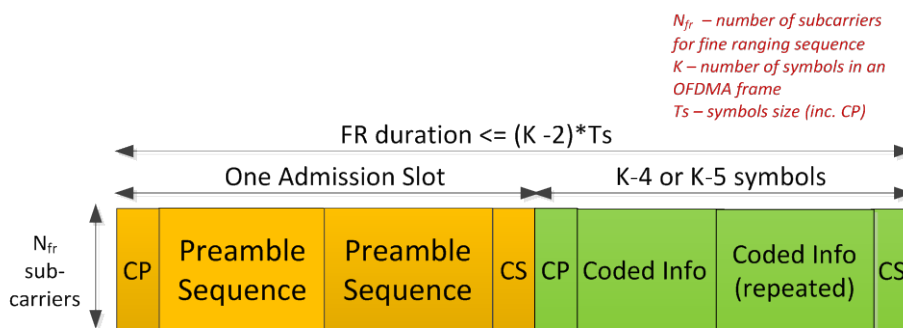 N_fr – number of subcarriers
for fine ranging sequence
K – number of symbols in an
OFDMA frame
Ts – symbols size (inc. CP)
FR duration <= (K -2)*Ts
One Admission Slot
K-4 or K-5 symbols
N_fr
sub-
carriers
CP
Preamble
Sequence
Preamble
Sequence
CS
CP
Coded Info
Coded Info
(repeated)
CS